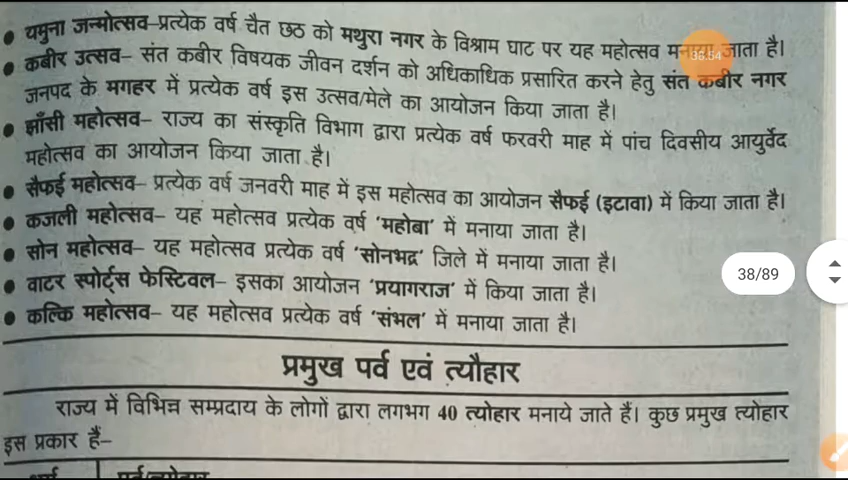 ● यमुना जन्मोत्सव–प्रत्येक वर्ष चैत छठ को मथुरा नगर के विश्राम घाट पर यह महोत्सव मनाया जाता है।
36:54
● कबीर उत्सव– संत कबीर विषयक जीवन दर्शन को अधिकाधिक प्रसारित करने हेतु संत कबीर नगर
जनपद के मगहर में प्रत्येक वर्ष इस उत्सव/मेले का आयोजन किया जाता है।
● झाँसी महोत्सव– राज्य का संस्कृति विभाग द्वारा प्रत्येक वर्ष फरवरी माह में पांच दिवसीय आयुर्वेद
महोत्सव का आयोजन किया जाता है।
● सैफई महोत्सव– प्रत्येक वर्ष जनवरी माह में इस महोत्सव का आयोजन सैफई (इटावा) में किया जाता है।
● कजली महोत्सव– यह महोत्सव प्रत्येक वर्ष 'महोबा' में मनाया जाता है।
● सोन महोत्सव– यह महोत्सव प्रत्येक वर्ष 'सोनभद्र' जिले में मनाया जाता है।
38/89
● वाटर स्पोर्ट्स फेस्टिवल– इसका आयोजन 'प्रयागराज' में किया जाता है।
● कल्कि महोत्सव– यह महोत्सव प्रत्येक वर्ष 'संभल' में मनाया जाता है।
प्रमुख पर्व एवं त्यौहार
राज्य में विभिन्न सम्प्रदाय के लोगों द्वारा लगभग 40 त्योहार मनाये जाते हैं। कुछ प्रमुख त्योहार
इस प्रकार हैं–